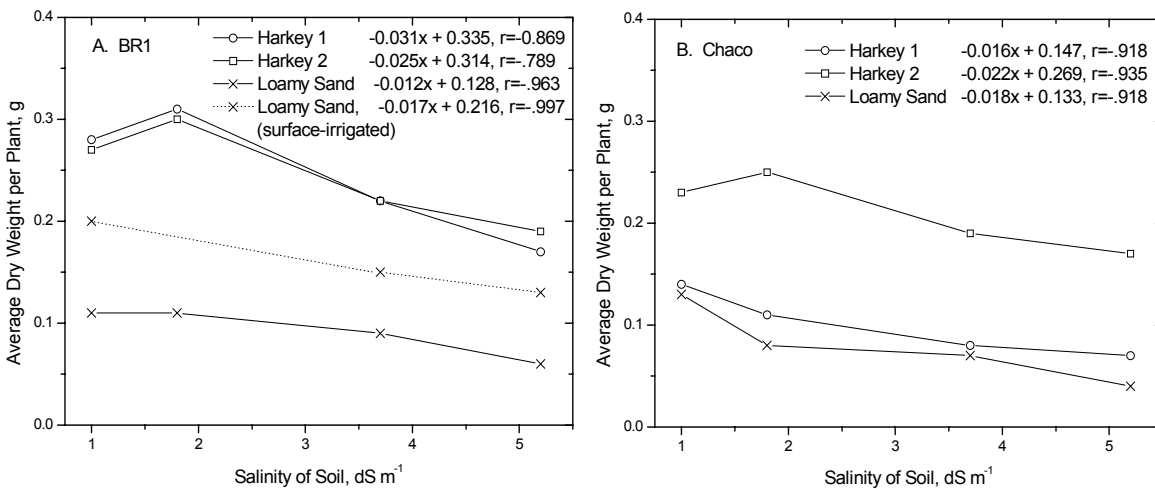 A. BR1
Harkey 1 -0.031x + 0.335, r=-0.869
Harkey 2 -0.025x + 0.314, r=-.789
Loamy Sand -0.012x + 0.128, r=-.963
Loamy Sand, -0.017x + 0.216, r=-.997
(surface-irrigated)
0.4
0.3
0.2
0.1
0.0
Average Dry Weight per Plant, g
1 2 3 4 5
Salinity of Soil, dS m⁻¹
B. Chaco
Harkey 1 -0.016x + 0.147, r=-.918
Harkey 2 -0.022x + 0.269, r=-.935
Loamy Sand -0.018x + 0.133, r=-.918
0.4
0.3
0.2
0.1
0.0
Average Dry Weight per Plant, g
1 2 3 4 5
Salinity of Soil, dS m⁻¹